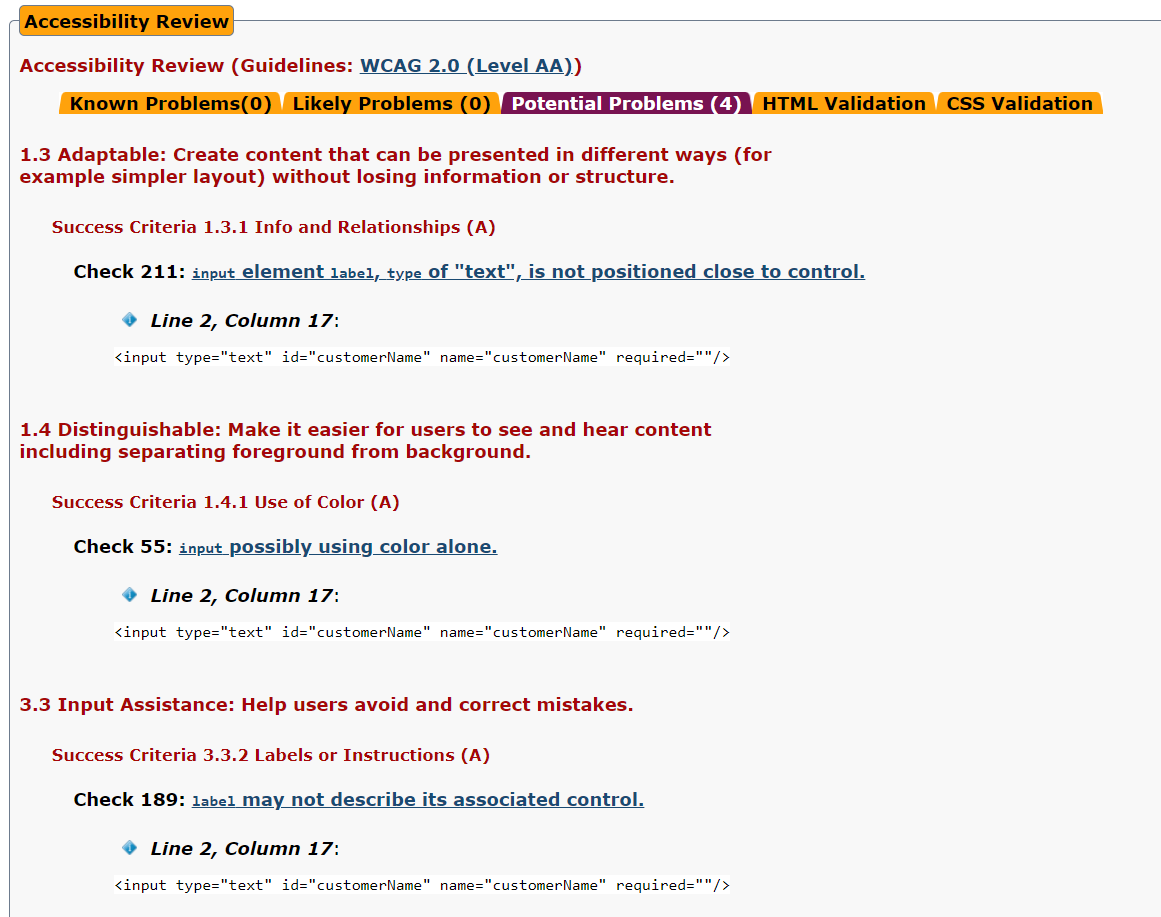 Accessibility Review
Accessibility Review (Guidelines: WCAG 2.0 (Level AA))
Known Problems(0) Likely Problems (0) Potential Problems (4) HTML Validation CSS Validation
1.3 Adaptable: Create content that can be presented in different ways (for
example simpler layout) without losing information or structure.
Success Criteria 1.3.1 Info and Relationships (A)
Check 211: input element label, type of "text", is not positioned close to control.
Line 2, Column 17:
<input type="text" id="customerName" name="customerName" required=""/>
1.4 Distinguishable: Make it easier for users to see and hear content
including separating foreground from background.
Success Criteria 1.4.1 Use of Color (A)
Check 55: input possibly using color alone.
Line 2, Column 17:
<input type="text" id="customerName" name="customerName" required=""/>
3.3 Input Assistance: Help users avoid and correct mistakes.
Success Criteria 3.3.2 Labels or Instructions (A)
Check 189: label may not describe its associated control.
Line 2, Column 17:
<input type="text" id="customerName" name="customerName" required=""/>